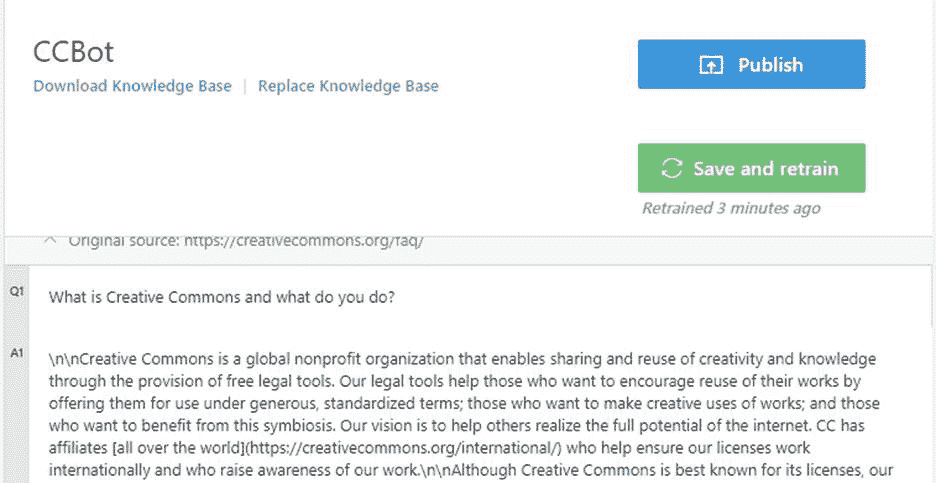 CCBot
Download Knowledge Base | Replace Knowledge Base
Publish
Save and retrain
Retrained 3 minutes ago
Original source: https://creativecommons.org/faq/
Q1
What is Creative Commons and what do you do?
A1
\n\nCreative Commons is a global nonprofit organization that enables sharing and reuse of creativity and knowledge
through the provision of free legal tools. Our legal tools help those who want to encourage reuse of their works by
offering them for use under generous, standardized terms; those who want to make creative uses of works; and those
who want to benefit from this symbiosis. Our vision is to help others realize the full potential of the internet. CC has
affiliates [all over the world](https://creativecommons.org/international/) who help ensure our licenses work
internationally and who raise awareness of our work.\n\nAlthough Creative Commons is best known for its licenses, our